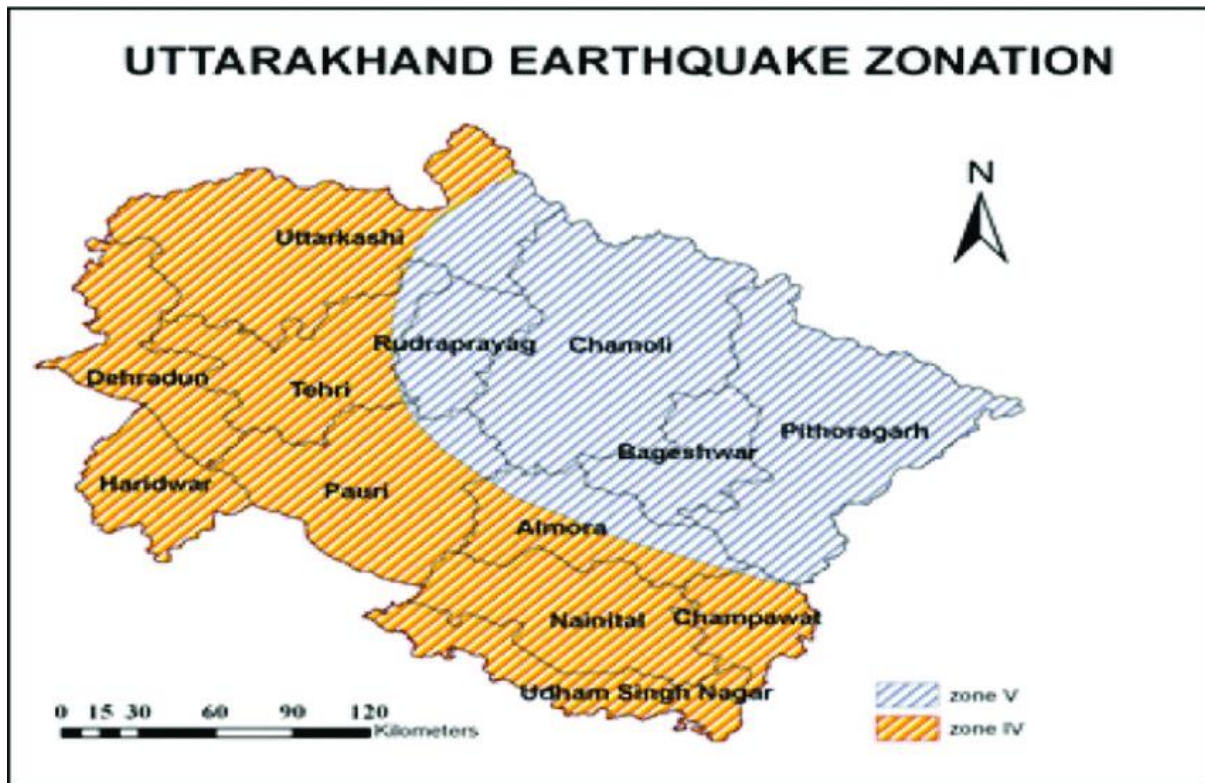 UTTARAKHAND EARTHQUAKE ZONATION
N
Uttarkashi
Rudraprayag
Chamoli
Dehradun
Tehri
Pithoragarh
Bageshwar
Haridwar
Pauri
Almora
Nainital
Champawat
Udham Singh Nagar
zone V
0 15 30 60 90 120
Kilometers
zone IV